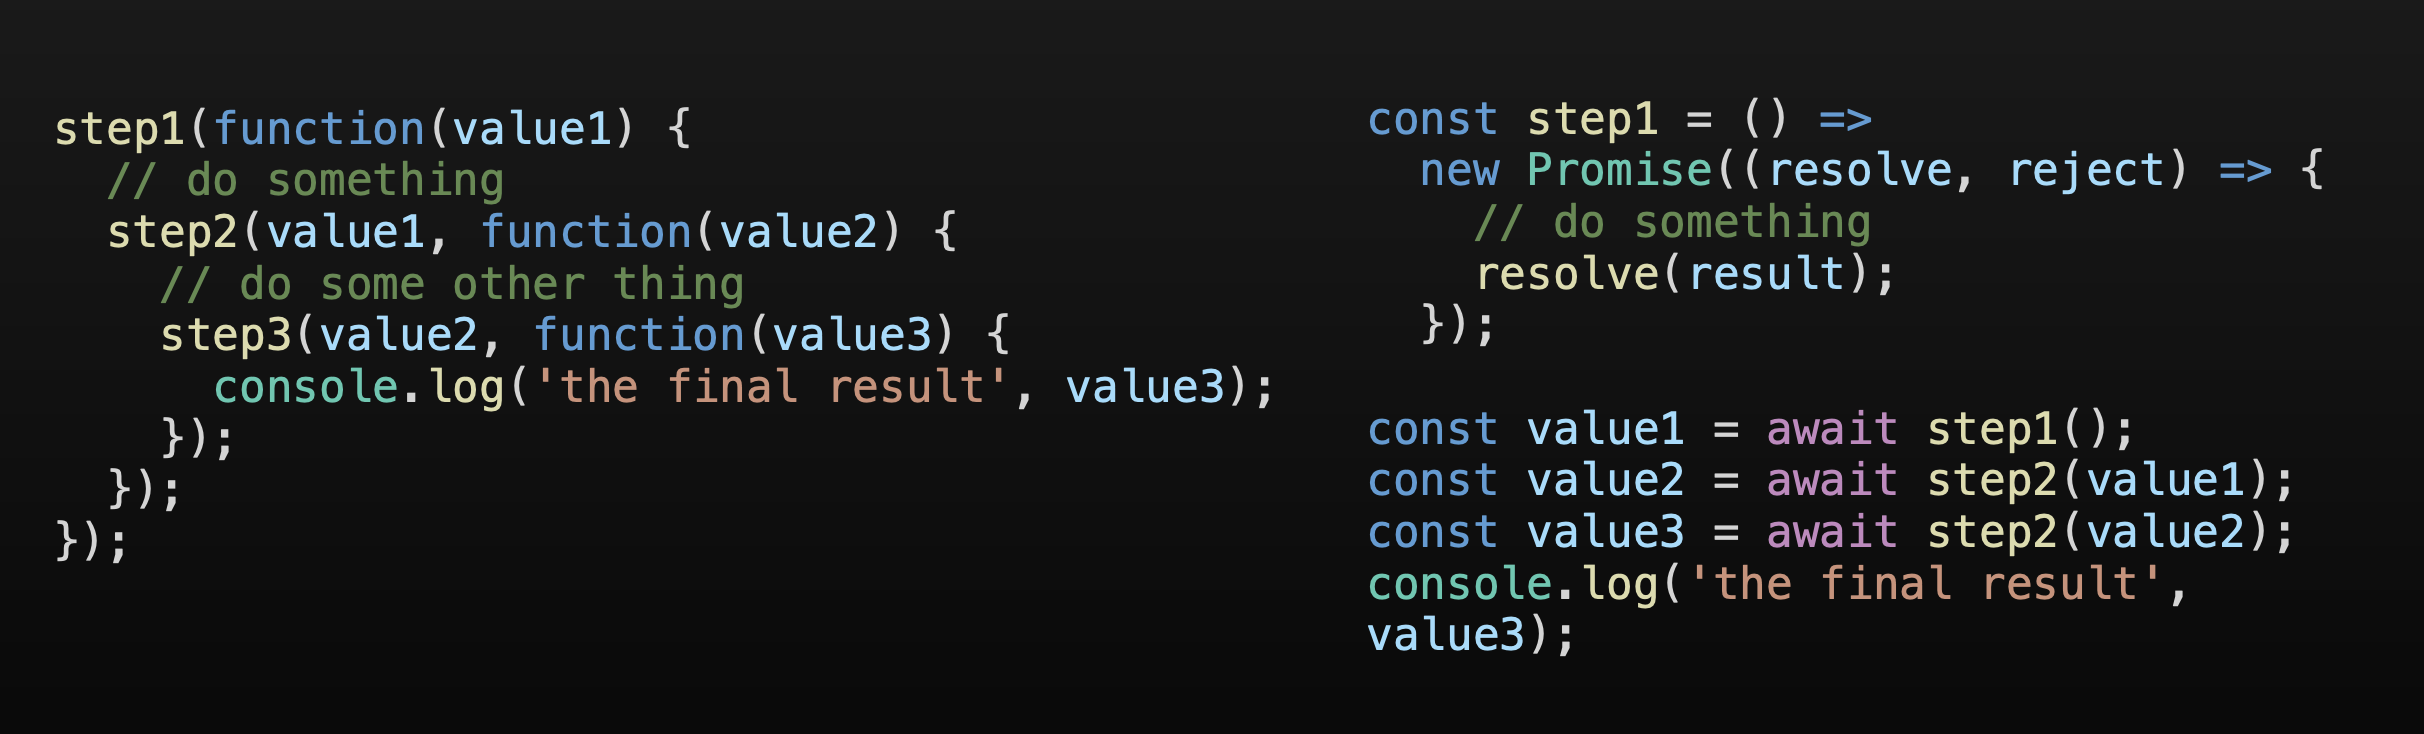 step1(function(value1) {
  // do something
  step2(value1, function(value2) {
    // do some other thing
    step3(value2, function(value3) {
      console.log('the final result', value3);
    });
  });
});
const step1 = () =>
  new Promise((resolve, reject) => {
    // do something
    resolve(result);
  });
const value1 = await step1();
const value2 = await step2(value1);
const value3 = await step2(value2);
console.log('the final result',
value3);